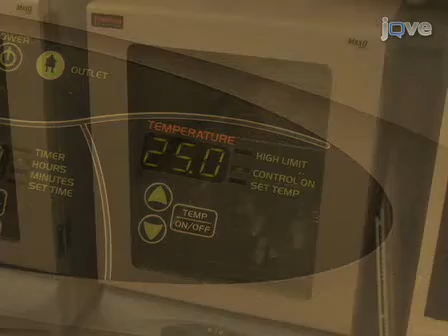 jove
POWER
OUTLET
TEMPERATURE
25.0
HIGH LIMIT
CONTROL ON
SET TEMP
TEMP
ON/OFF
TIMER
HOURS
MINUTES
SET TIME